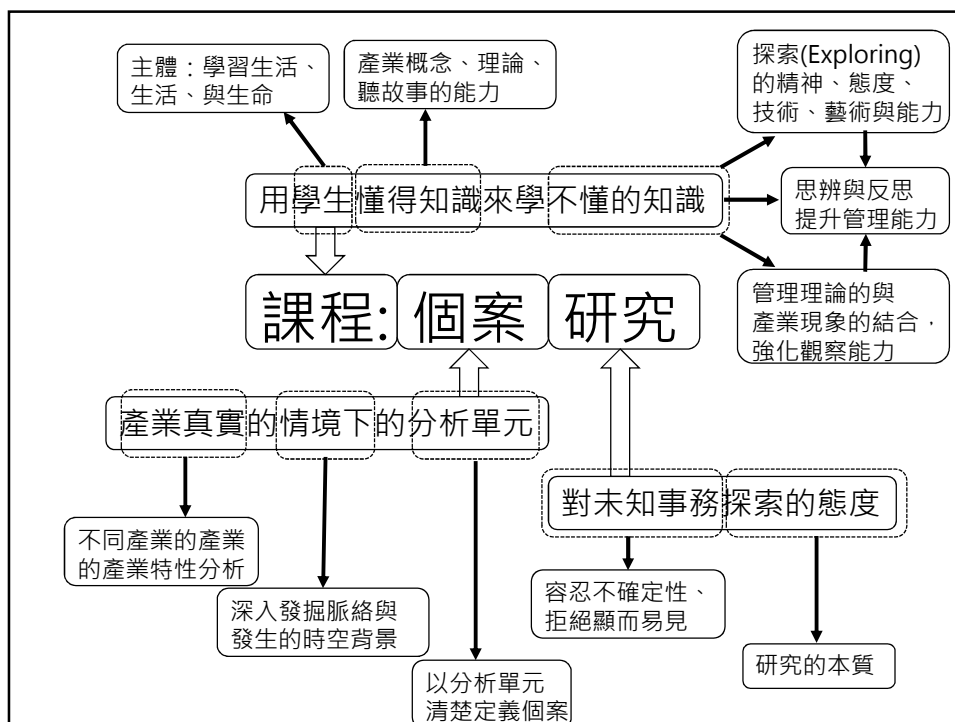 主體：學習生活、
生活、與生命
產業概念、理論、
聽故事的能力
探索(Exploring)
的精神、態度、
技術、藝術與能力
用學生懂得知識來學不懂的知識
思辨與反思
提升管理能力
課程: 個案 研究
管理理論的與
產業現象的結合，
強化觀察能力
產業真實的情境下的分析單元
對未知事務探索的態度
不同產業的產業
的產業特性分析
深入發掘脈絡與
發生的時空背景
容忍不確定性、
拒絕顯而易見
以分析單元
清楚定義個案
研究的本質